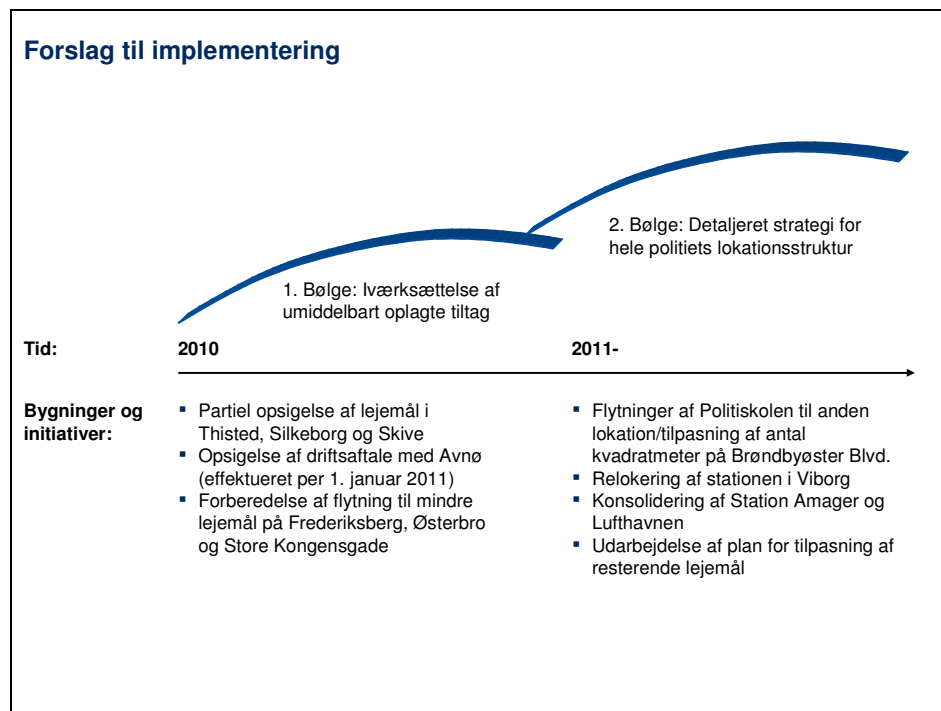 Forslag til implementering
2. Bølge: Detaljeret strategi for
hele politiets lokationsstruktur
1. Bølge: Iværksættelse af
umiddelbart oplagte tiltag
Tid:
2010
2011-
Bygninger og
initiativer:
▪ Partiel opsigelse af lejemål i
Thisted, Silkeborg og Skive
▪ Opsigelse af driftsaftale med Avnø
(effektueret per 1. januar 2011)
▪ Forberedelse af flytning til mindre
lejemål på Frederiksberg, Østerbro
og Store Kongensgade
▪ Flytninger af Politiskolen til anden
lokation/tilpasning af antal
kvadratmeter på Brøndbyøster Blvd.
▪ Relokering af stationen i Viborg
▪ Konsolidering af Station Amager og
Lufthavnen
▪ Udarbejdelse af plan for tilpasning af
resterende lejemål